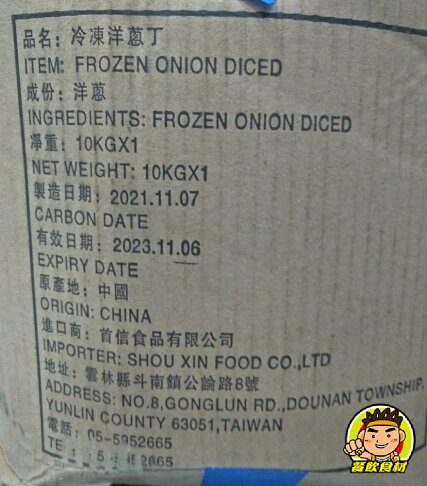 品名: 冷凍洋蔥丁
ITEM: FROZEN ONION DICED
成份: 洋蔥
INGREDIENTS: FROZEN ONION DICED
淨重: 10KGX1
NET WEIGHT: 10KGX1
製造日期: 2021.11.07
CARBON DATE
有效日期: 2023.11.06
EXPIRY DATE
原產地: 中國
ORIGIN: CHINA
進口商: 首信食品有限公司
IMPORTER: SHOU XIN FOOD CO.,LTD
地址: 雲林縣斗南鎮公論路8號
ADDRESS: NO.8,GONGLUN RD.,DOUNAN TOWNSHIP,
YUNLIN COUNTY 63051,TAIWAN
電話: 05-5952665
餐飲食材